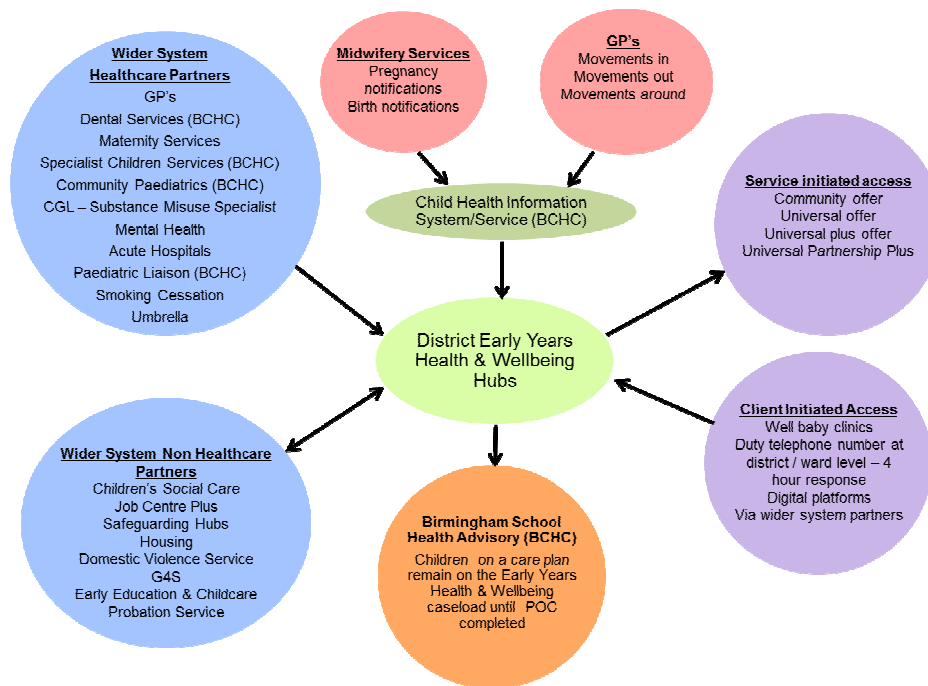 Wider System
Healthcare Partners
GP's
Dental Services (BCHC)
Maternity Services
Specialist Children Services (BCHC)
Community Paediatrics (BCHC)
CGL – Substance Misuse Specialist
Mental Health
Acute Hospitals
Paediatric Liaison (BCHC)
Smoking Cessation
Umbrella
Midwifery Services
Pregnancy
notifications
Birth notifications
GP's
Movements in
Movements out
Movements around
Child Health Information
System/Service (BCHC)
Service initiated access
Community offer
Universal offer
Universal plus offer
Universal Partnership Plus
District Early Years
Health & Wellbeing
Hubs
Client Initiated Access
Well baby clinics
Duty telephone number at
district / ward level – 4
hour response
Digital platforms
Via wider system partners
Wider System Non Healthcare
Partners
Children's Social Care
Job Centre Plus
Safeguarding Hubs
Housing
Domestic Violence Service
G4S
Early Education & Childcare
Probation Service
Birmingham School
Health Advisory (BCHC)
Children on a care plan
remain on the Early Years
Health & Wellbeing
caseload until POC
completed